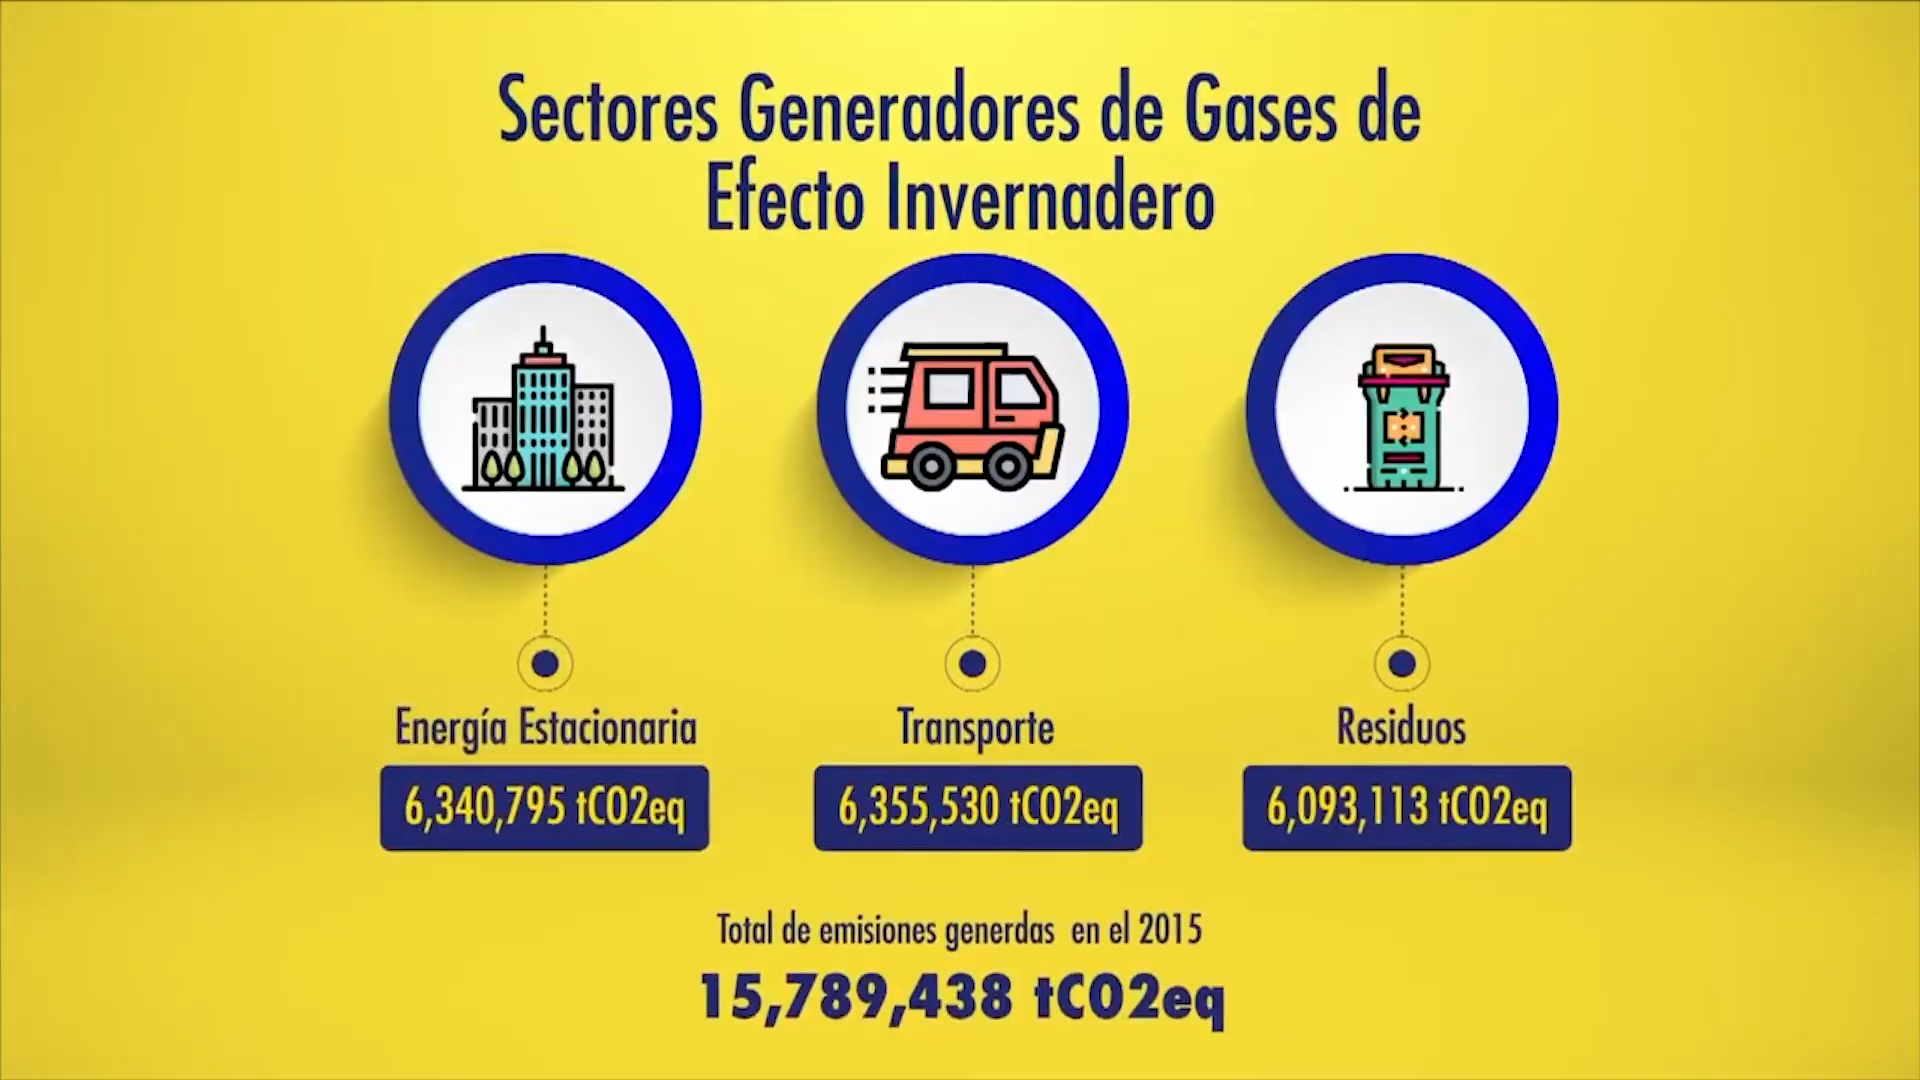 Sectores Generadores de Gases de
Efecto Invernadero
Energía Estacionaria
6,340,795 tCO2eq
Transporte
6,355,530 tCO2eq
Residuos
6,093,113 tCO2eq
Total de emisiones generdas en el 2015
15,789,438 tCO2eq